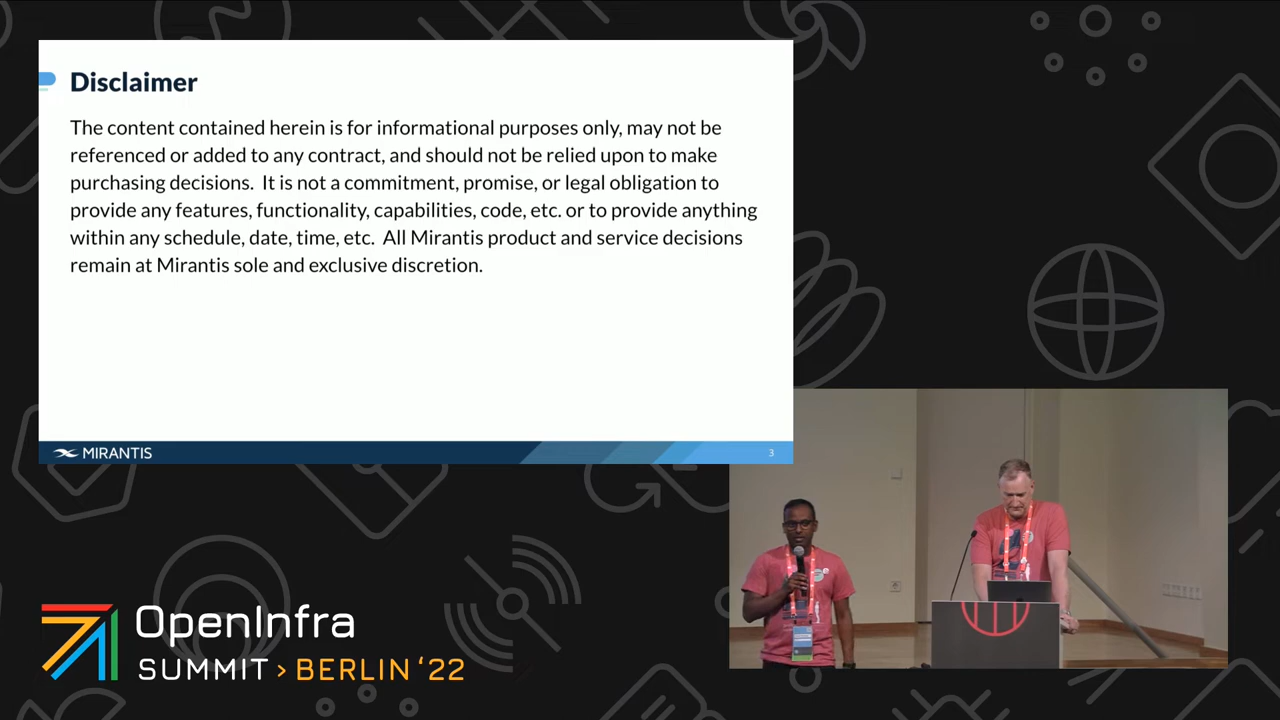 Disclaimer
The content contained herein is for informational purposes only, may not be
referenced or added to any contract, and should not be relied upon to make
purchasing decisions.  It is not a commitment, promise, or legal obligation to
provide any features, functionality, capabilities, code, etc. or to provide anything
within any schedule, date, time, etc.  All Mirantis product and service decisions
remain at Mirantis sole and exclusive discretion.
MIRANTIS
3
OpenInfra
SUMMIT › BERLIN ‘22